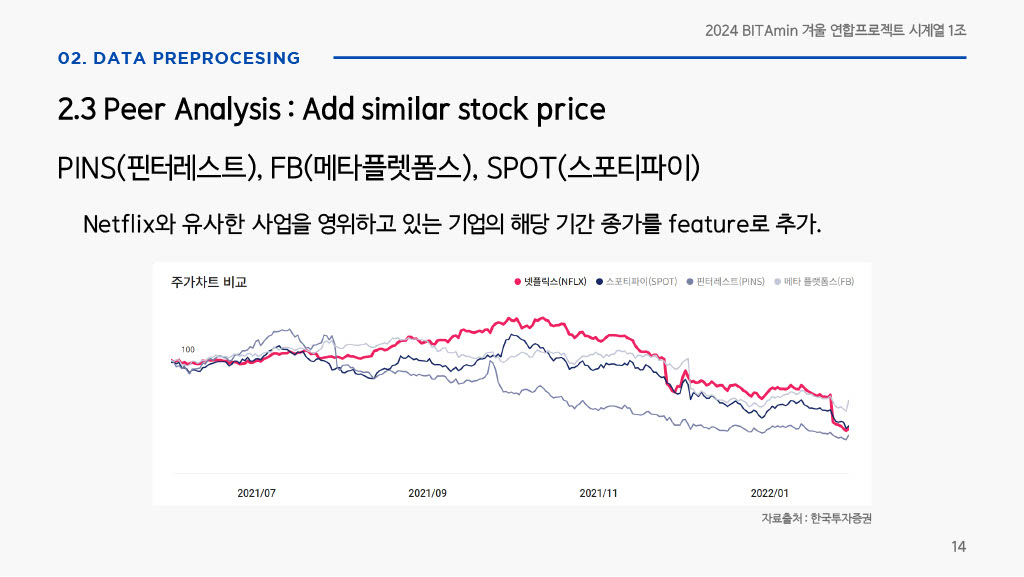 2024 BITAmin 겨울 연합프로젝트 시계열 1조
02. DATA PREPROCESING
2.3 Peer Analysis : Add similar stock price
PINS(핀터레스트), FB(메타플렛폼스), SPOT(스포티파이)
Netflix와 유사한 사업을 영위하고 있는 기업의 해당 기간 종가를 feature로 추가.
주가차트 비교
넷플릭스(NFLX) 스포티파이(SPOT) 핀터레스트(PINS) 메타 플랫폼스(FB)
100
2021/07 2021/09 2021/11 2022/01
자료출처 : 한국투자증권
14